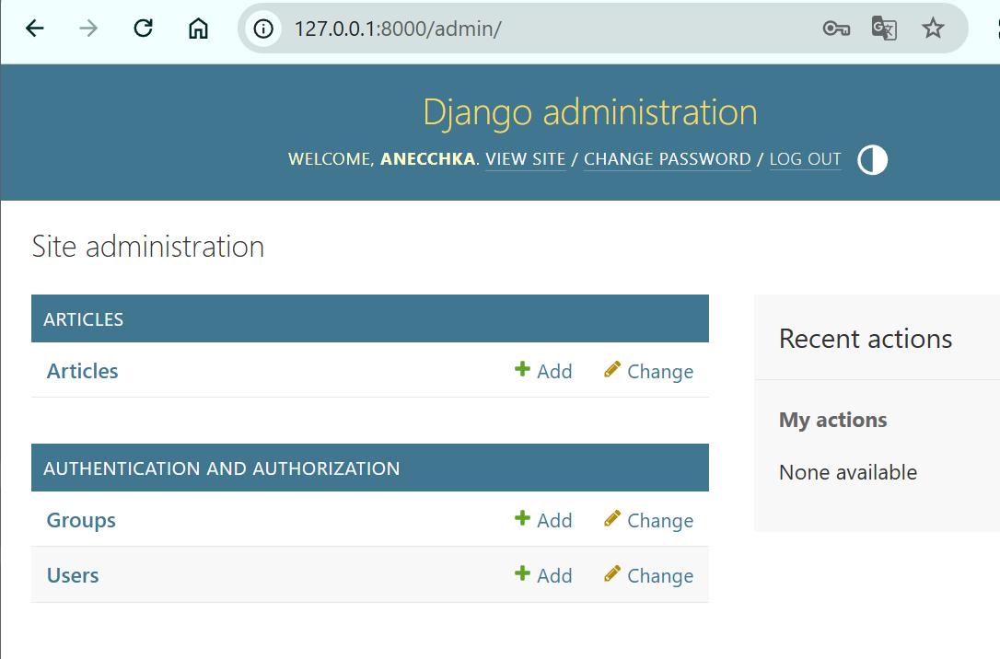 127.0.0.1:8000/admin/
Django administration
WELCOME, ANECCHKA. VIEW SITE / CHANGE PASSWORD / LOG OUT
Site administration
ARTICLES
Articles Add Change
AUTHENTICATION AND AUTHORIZATION
Groups Add Change
Users Add Change
Recent actions
My actions
None available